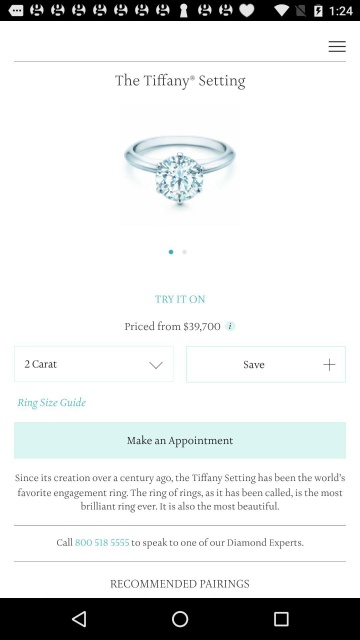 1:24
The Tiffany® Setting
TRY IT ON
Priced from $39,700 i
2 Carat
Save
Ring Size Guide
Make an Appointment
Since its creation over a century ago, the Tiffany Setting has been the world's
favorite engagement ring. The ring of rings, as it has been called, is the most
brilliant ring ever. It is also the most beautiful.
Call 800 518 5555 to speak to one of our Diamond Experts.
RECOMMENDED PAIRINGS